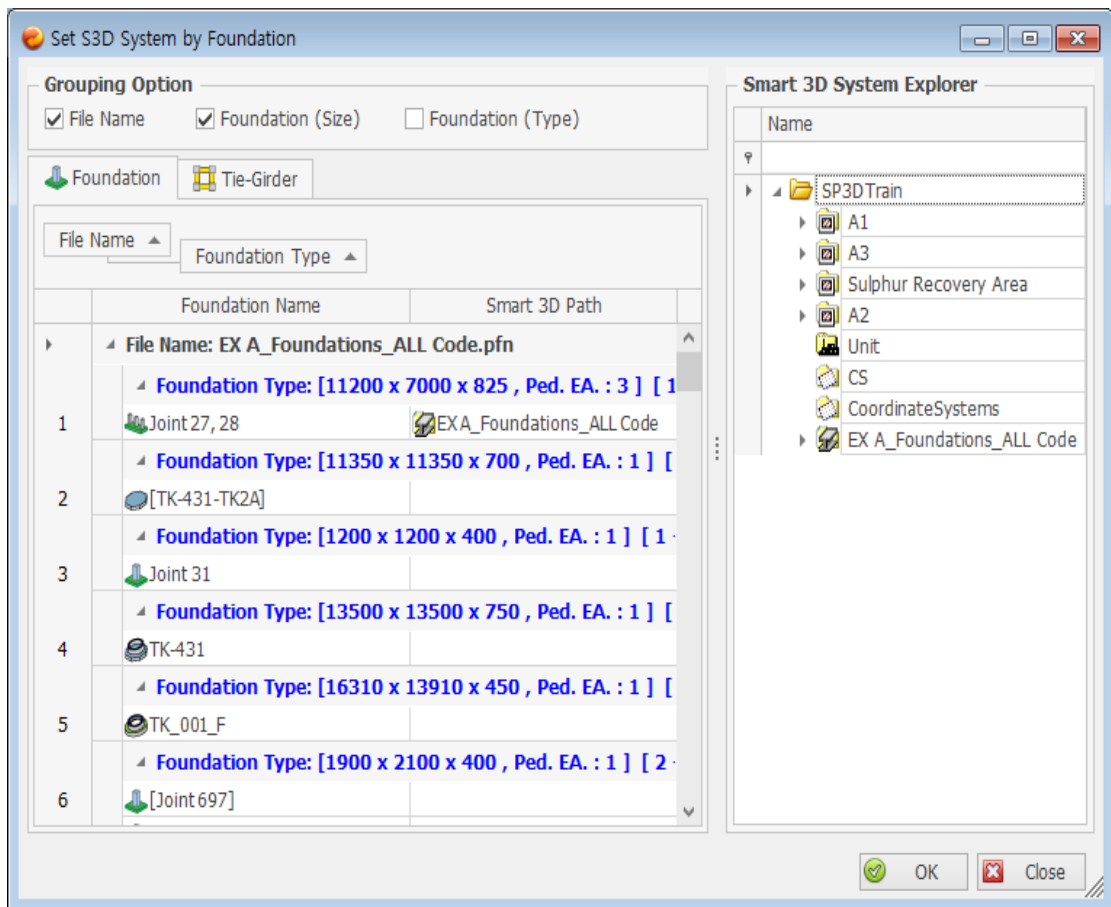 Set S3D System by Foundation
Grouping Option
File Name Foundation (Size) Foundation (Type)
Foundation Tie-Girder
File Name
Foundation Type
Foundation Name Smart 3D Path
File Name: EX A_Foundations_ALL Code.pfn
Foundation Type: [11200 x 7000 x 825 , Ped. EA. : 3 ] [ 1
1 Joint 27, 28 EX A_Foundations_ALL Code
Foundation Type: [11350 x 11350 x 700 , Ped. EA. : 1 ] [
2 [TK-431-TK2A]
Foundation Type: [1200 x 1200 x 400 , Ped. EA. : 1 ] [ 1
3 Joint 31
Foundation Type: [13500 x 13500 x 750 , Ped. EA. : 1 ] [
4 TK-431
Foundation Type: [16310 x 13910 x 450 , Ped. EA. : 1 ] [
5 TK_001_F
Foundation Type: [1900 x 2100 x 400 , Ped. EA. : 1 ] [ 2
6 [Joint 697]
Smart 3D System Explorer
Name
SP3DTrain
A1
A3
Sulphur Recovery Area
A2
Unit
CS
CoordinateSystems
EX A_Foundations_ALL Code
OK Close